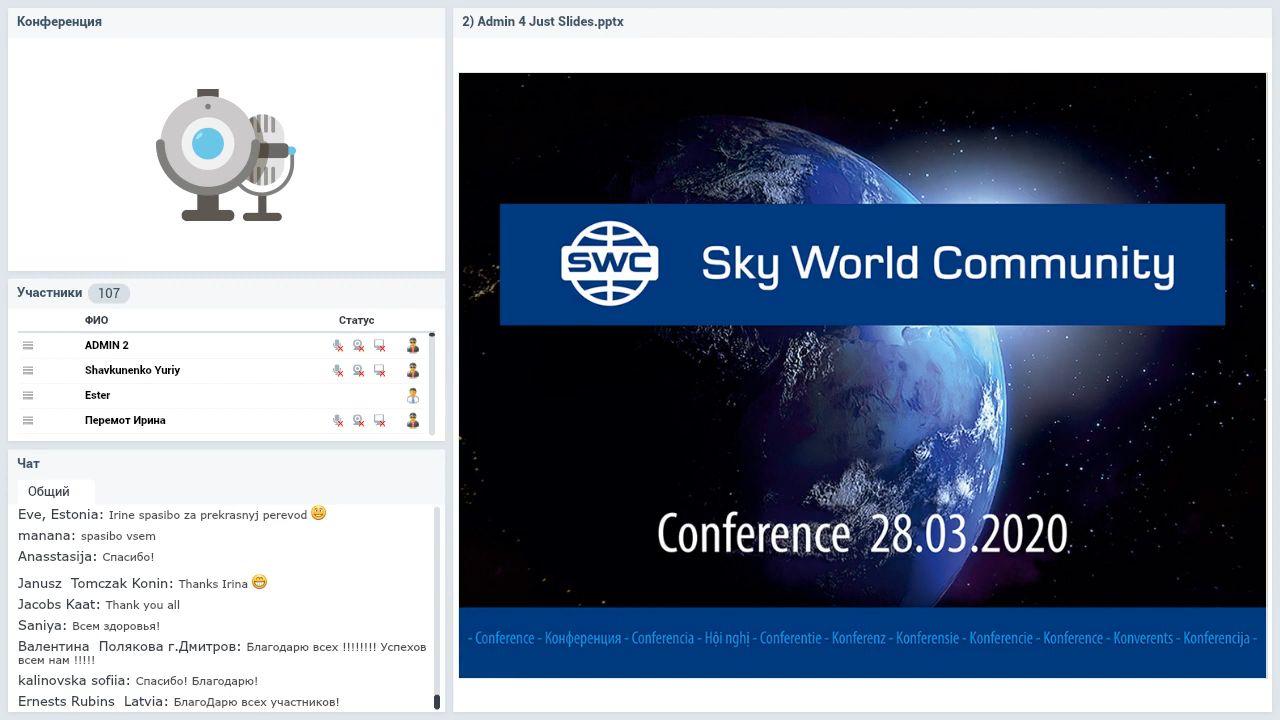 Конференция
Участники 107
ФИО Статус
ADMIN 2
Shavkunenko Yuriy
Ester
Перемот Ирина
Чат
Общий
Eve, Estonia: Irine spasibo za prekrasnyj perevod
manana: spasibo vsem
Anasstasija: Спасибо!
Janusz Tomczak Konin: Thanks Irina
Jacobs Kaat: Thank you all
Saniya: Всем здоровья!
Валентина Полякова г.Дмитров: Благодарю всех !!!!!!!! Успехов
всем нам !!!!!
kalinovska sofiia: Спасибо! Благодарю!
Ernests Rubins Latvia: БлагоДарю всех участников!
2) Admin 4 Just Slides.pptx
SWC Sky World Community
Conference 28.03.2020
- Conference - Конференция - Conferencia - Hội nghị - Conferentie - Konferenz - Konferensie - Konferencie - Konference - Konverents - Konferencija -